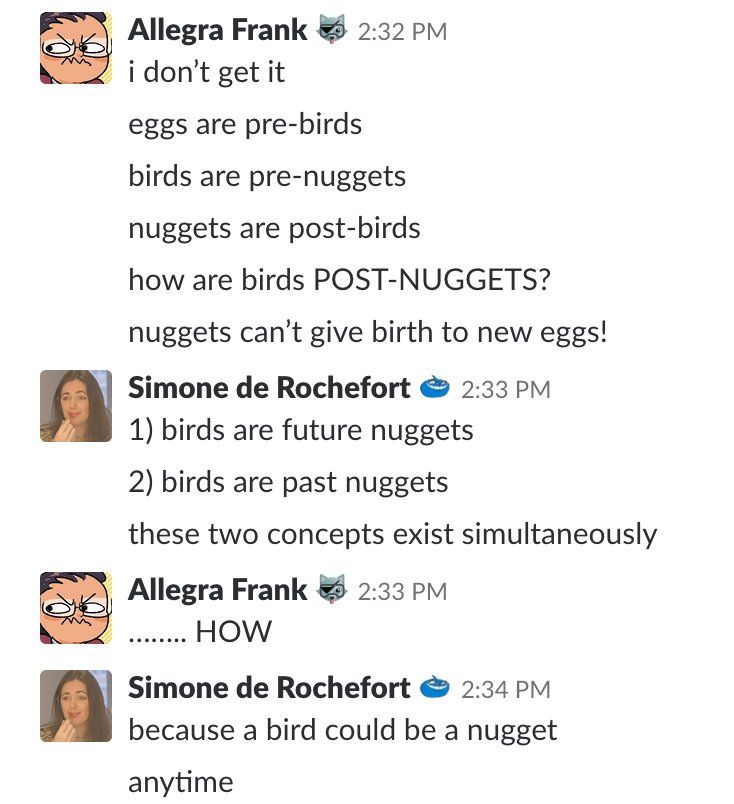 Allegra Frank 2:32 PM
i don’t get it
eggs are pre-birds
birds are pre-nuggets
nuggets are post-birds
how are birds POST-NUGGETS?
nuggets can’t give birth to new eggs!
Simone de Rochefort 2:33 PM
1) birds are future nuggets
2) birds are past nuggets
these two concepts exist simultaneously
Allegra Frank 2:33 PM
…….. HOW
Simone de Rochefort 2:34 PM
because a bird could be a nugget
anytime